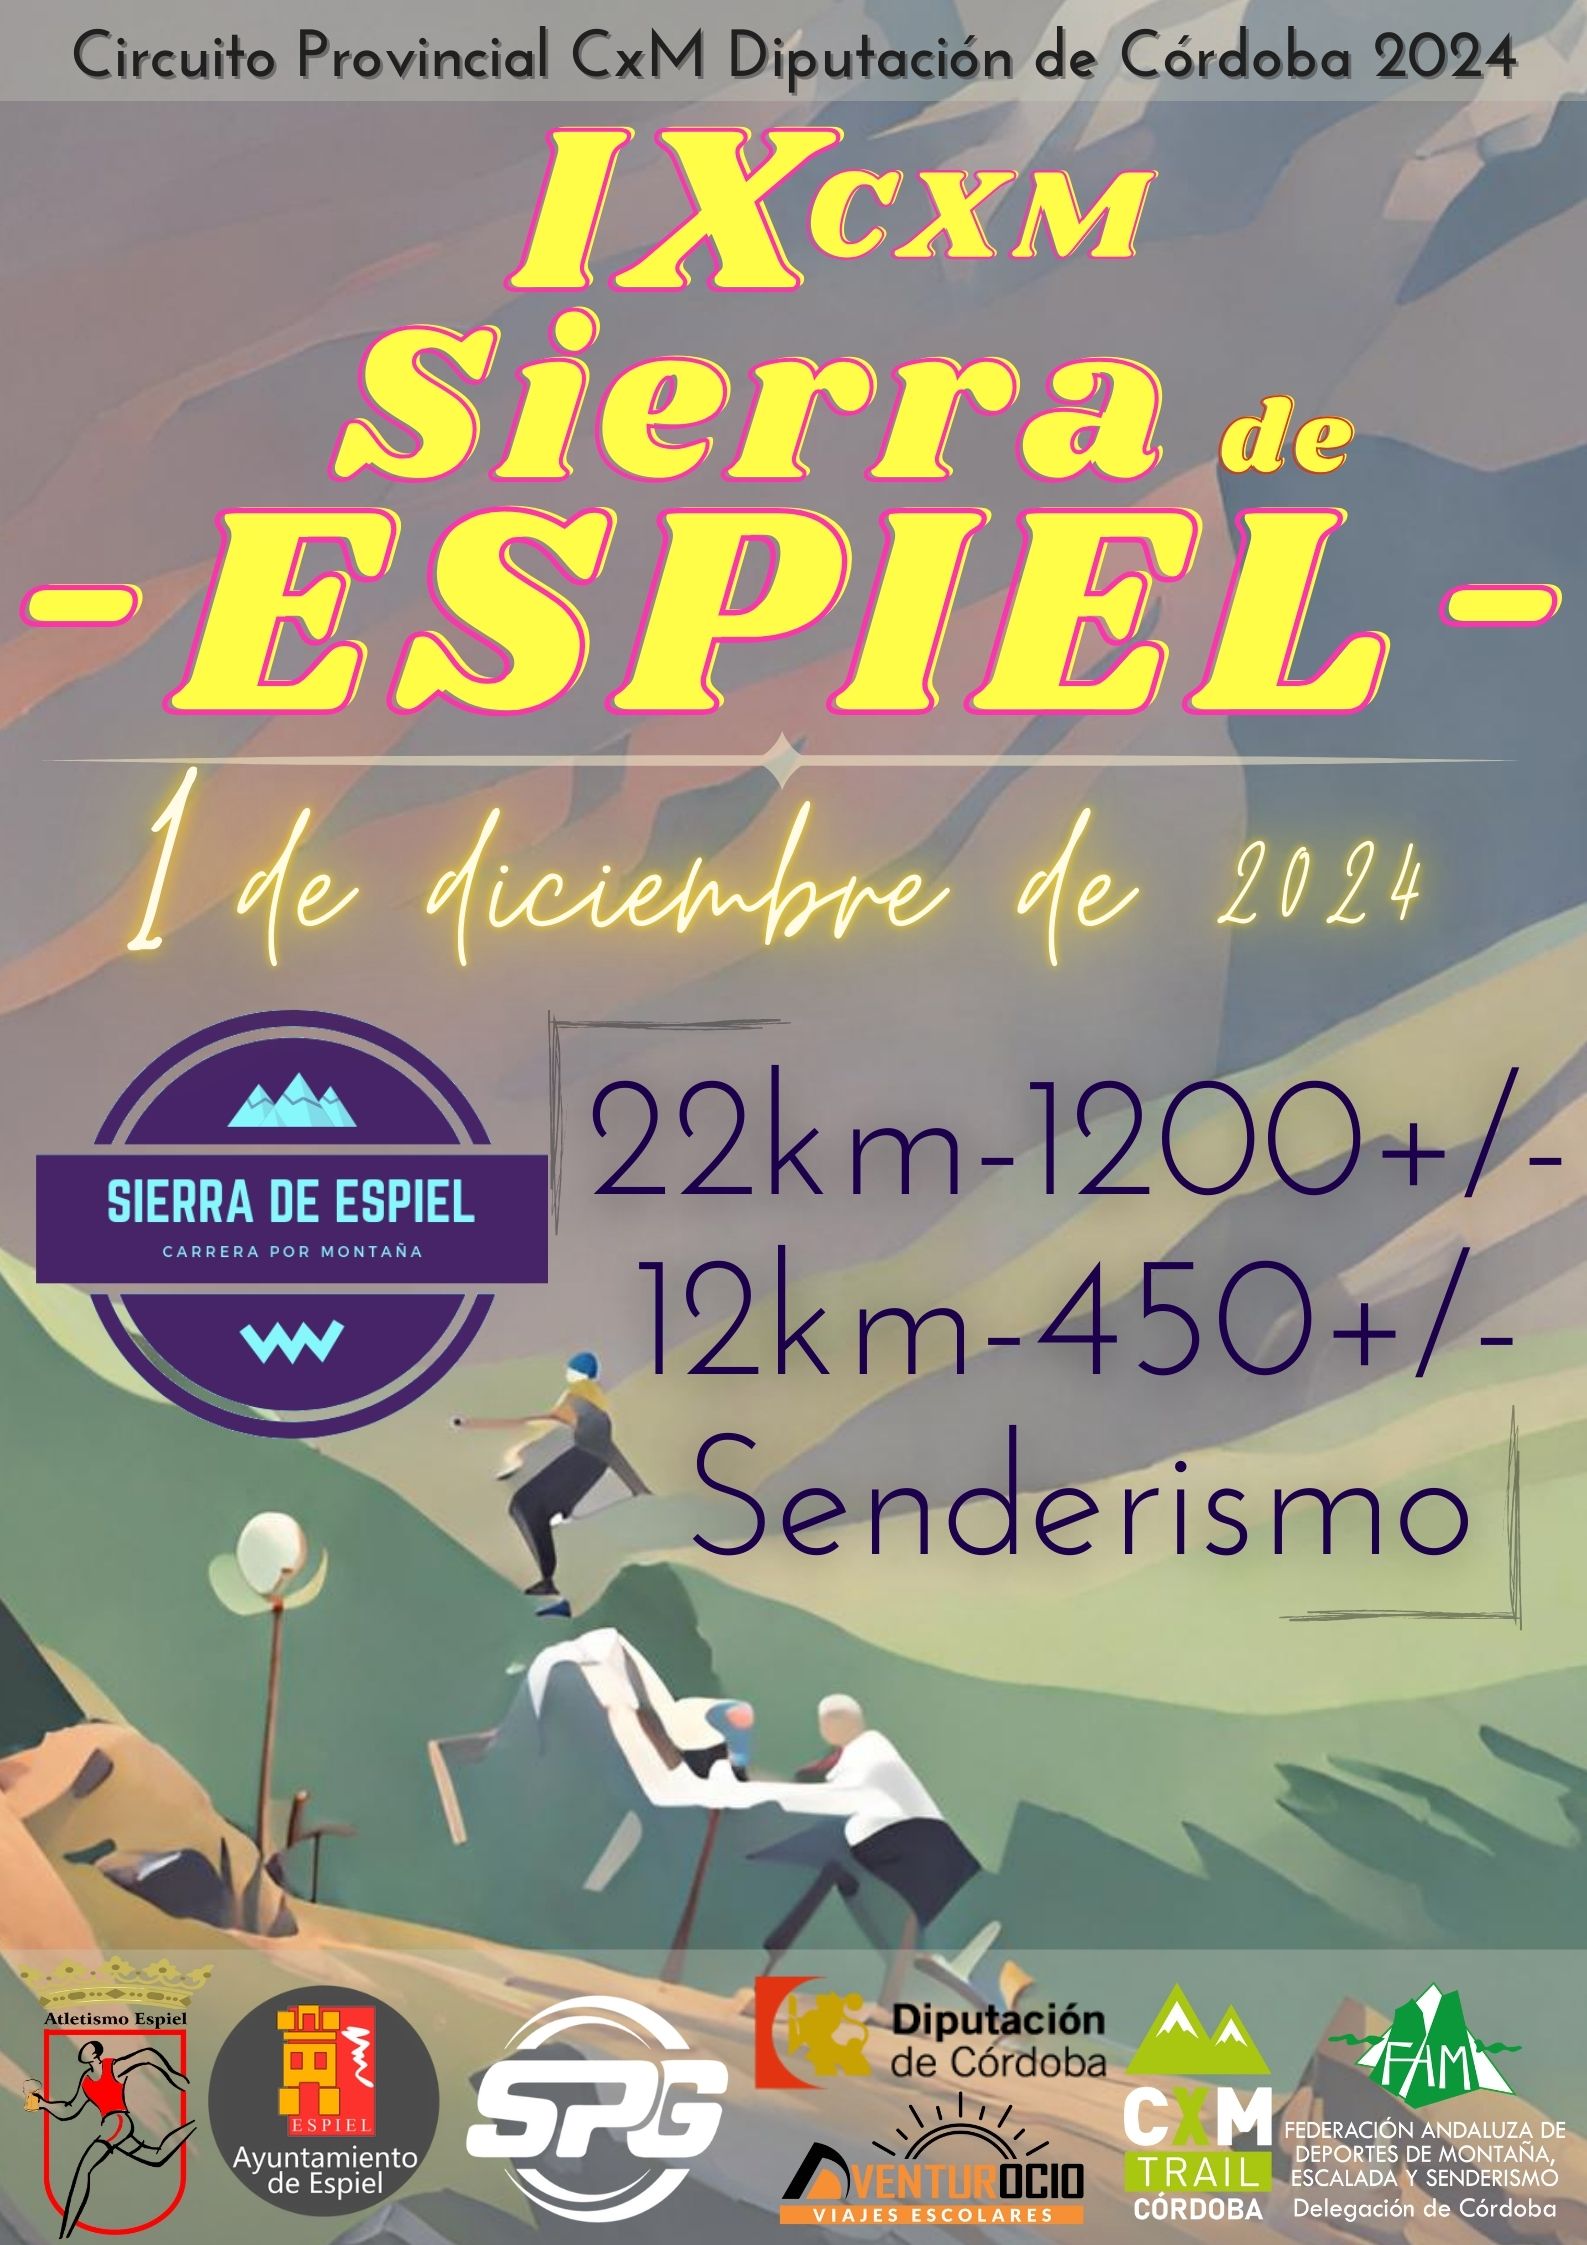 Circuito Provincial CxM Diputación de Córdoba 2024
IX CXM
Sierra de
- ESPIEL -
1 de diciembre de 2024
SIERRA DE ESPIEL
CARRERA POR MONTAÑA
22km-1200+/-
12km-450+/-
Senderismo
Atletismo Espiel
ESPIEL
Ayuntamiento
de Espiel
SPG
Diputación
de Córdoba
AVENTUROCIO
VIAJES ESCOLARES
CXM
TRAIL
CÓRDOBA
FAM
FEDERACIÓN ANDALUZA DE
DEPORTES DE MONTAÑA,
ESCALADA Y SENDERISMO
Delegación de Córdoba